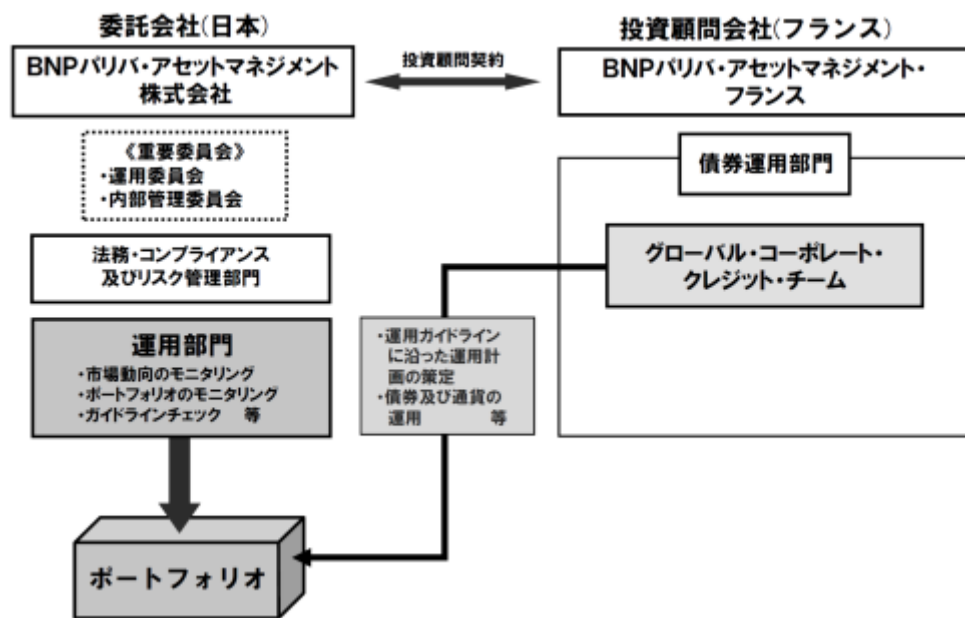 委託会社(日本)
BNPパリバ・アセットマネジメント
株式会社
投資顧問契約
投資顧問会社(フランス)
BNPパリバ・アセットマネジメント・
フランス
《重要委員会》
・運用委員会
・内部管理委員会
法務・コンプライアンス
及びリスク管理部門
運用部門
・市場動向のモニタリング
・ポートフォリオのモニタリング
・ガイドラインチェック 等
ポートフォリオ
・運用ガイドライン
に沿った運用計
画の策定
・債券及び通貨の
運用 等
債券運用部門
グローバル・コーポレート・
クレジット・チーム